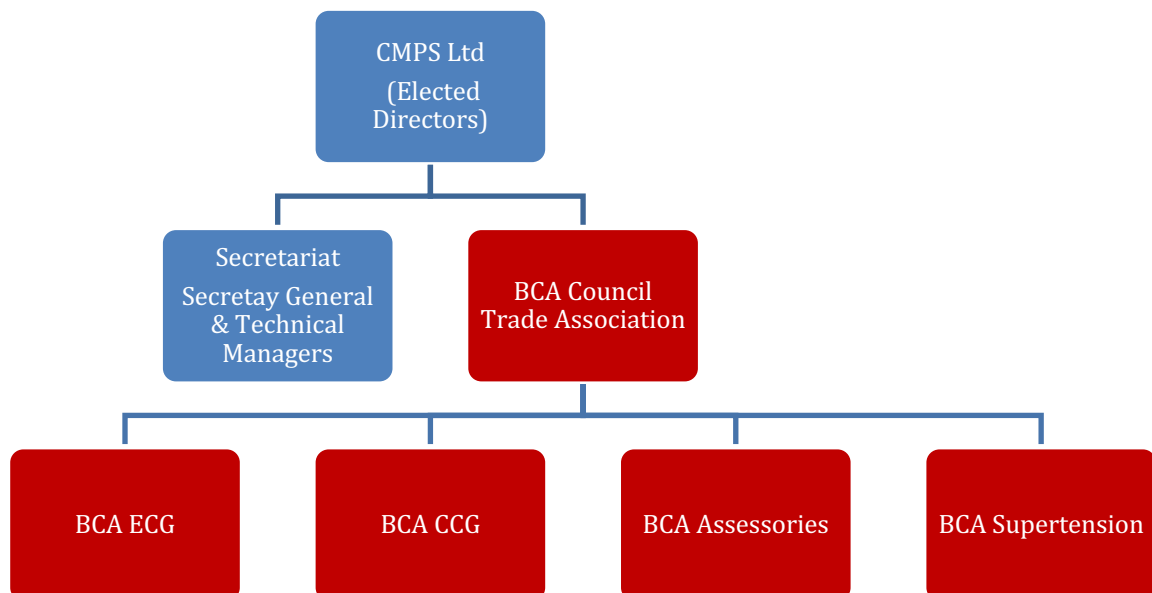 CMPS Ltd
(Elected
Directors)
Secretariat
Secretay General
& Technical
Managers
BCA Council
Trade Association
BCA ECG
BCA CCG
BCA Assessories
BCA Supertension